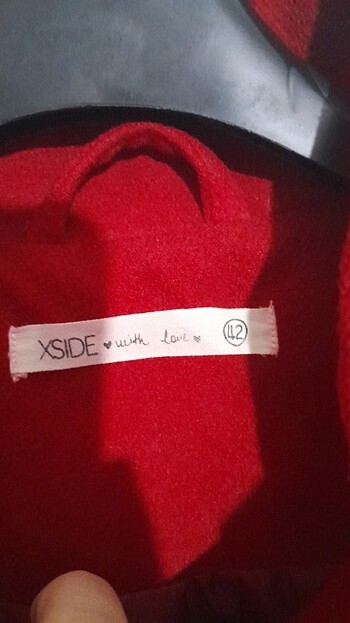 XSIDE ♥ with love ♥ 42